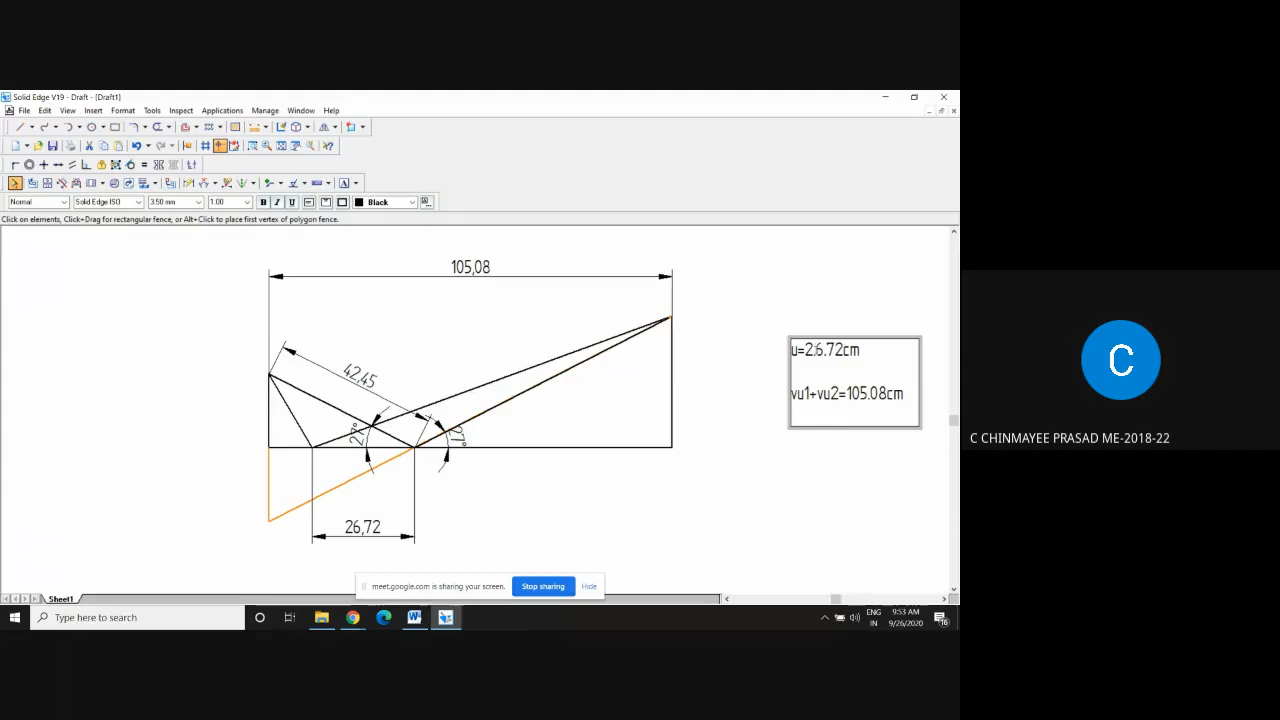 Solid Edge V19 - Draft - [Draft1]
File Edit View Insert Format Tools Inspect Applications Manage Window Help
Normal Solid Edge ISO 3.50 mm 1.00 B I U Black
Click on elements, Click+Drag for rectangular fence, or Alt+Click to place first vertex of polygon fence.
105,08
42,45
27°
27°
26,72
u=26.72cm
vu1+vu2=105.08cm
C
C CHINMAYEE PRASAD ME-2018-22
meet.google.com is sharing your screen. Stop sharing Hide
Sheet1
Type here to search
ENG
IN
9:53 AM
9/26/2020
16